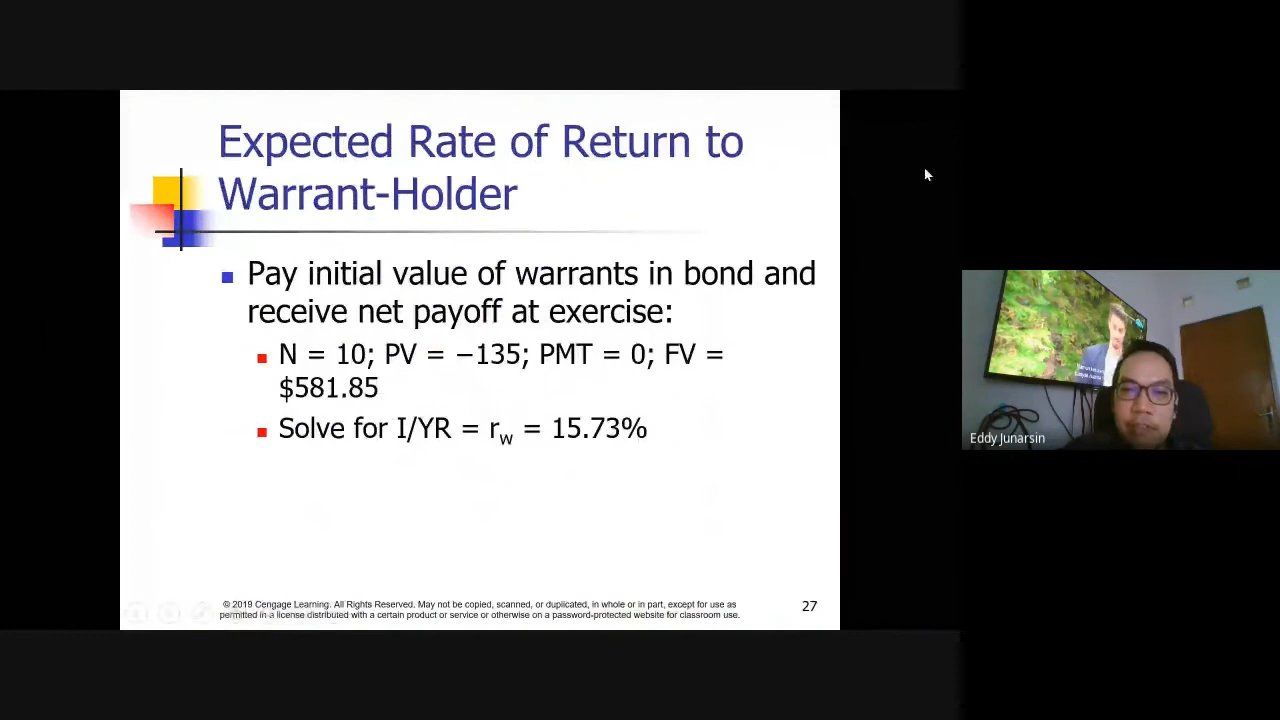 Expected Rate of Return to
Warrant-Holder
Pay initial value of warrants in bond and
receive net payoff at exercise:
N = 10; PV = −135; PMT = 0; FV =
$581.85
Solve for I/YR = rw = 15.73%
© 2019 Cengage Learning. All Rights Reserved. May not be copied, scanned, or duplicated, in whole or in part, except for use as
permitted in a license distributed with a certain product or service or otherwise on a password-protected website for classroom use.
27
Eddy Junarsin